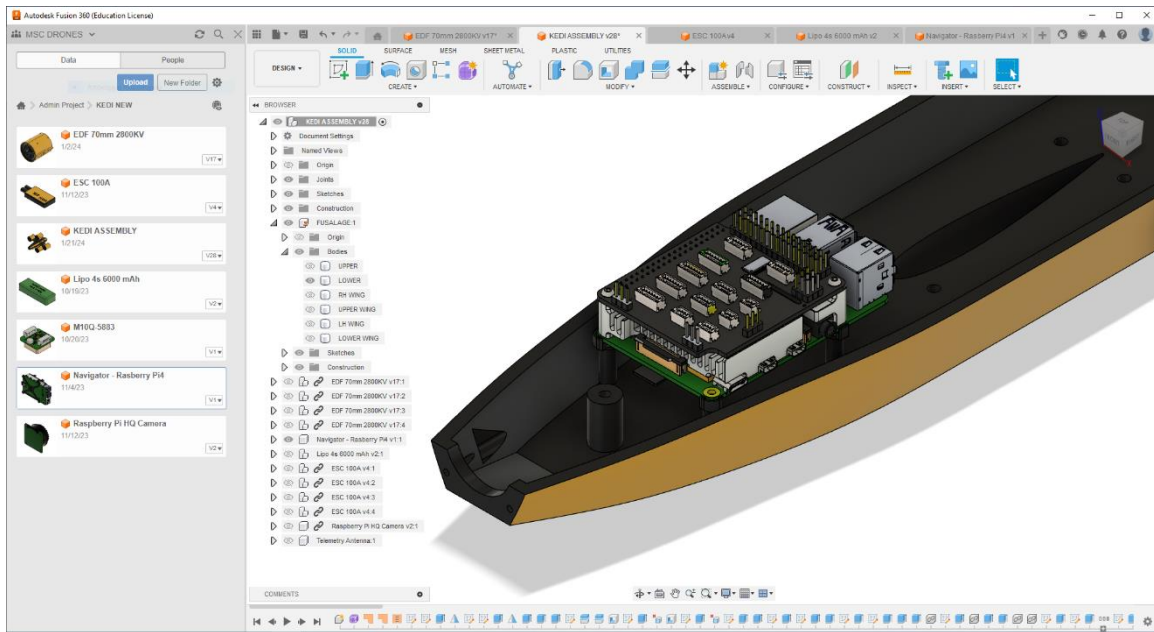 Autodesk Fusion 360 (Education License)
MSC DRONES
EDF 70mm 2800KV v17*
KEDI ASSEMBLY v28*
ESC 100A v4
Lipo 4s 6000 mAh v2
Navigator - Rasberry Pi4 v1
Data
People
Upload
New Folder
Admin Project > KEDI NEW
EDF 70mm 2800KV
1/2/24
V17
ESC 100A
11/12/23
V4
KEDI ASSEMBLY
1/21/24
V28
Lipo 4s 6000 mAh
10/19/23
V2
M10Q-5883
10/20/23
V1
Navigator - Rasberry Pi4
11/4/23
V1
Raspberry Pi HQ Camera
11/12/23
V2
DESIGN
SOLID
SURFACE
MESH
SHEET METAL
PLASTIC
UTILITIES
CREATE
AUTOMATE
MODIFY
ASSEMBLE
CONFIGURE
CONSTRUCT
INSPECT
INSERT
SELECT
BROWSER
KEDI ASSEMBLY v28
Document Settings
Named Views
Origin
Joints
Sketches
Construction
FUSALAGE:1
Origin
Bodies
UPPER
LOWER
RH WING
UPPER WING
LH WING
LOWER WING
Sketches
Construction
EDF 70mm 2800KV v17:1
EDF 70mm 2800KV v17:2
EDF 70mm 2800KV v17:3
EDF 70mm 2800KV v17:4
Navigator - Rasberry Pi4 v1:1
Lipo 4s 6000 mAh v2:1
ESC 100A v4:1
ESC 100A v4:2
ESC 100A v4:3
ESC 100A v4:4
Raspberry Pi HQ Camera v2:1
Telemetry Antenna:1
COMMENTS